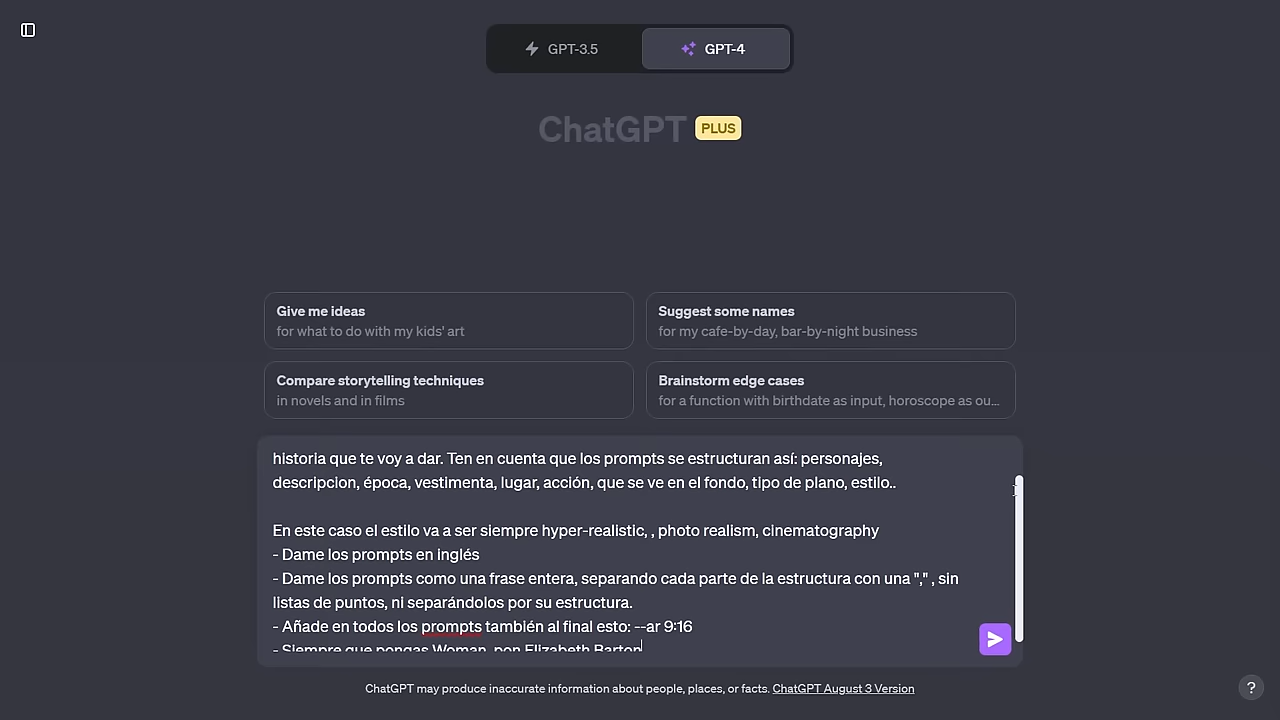 GPT-3.5
GPT-4
ChatGPT PLUS
Give me ideas
for what to do with my kids' art
Suggest some names
for my cafe-by-day, bar-by-night business
Compare storytelling techniques
in novels and in films
Brainstorm edge cases
for a function with birthdate as input, horoscope as ou...
historia que te voy a dar. Ten en cuenta que los prompts se estructuran así: personajes,
descripcion, época, vestimenta, lugar, acción, que se ve en el fondo, tipo de plano, estilo..
En este caso el estilo va a ser siempre hyper-realistic, , photo realism, cinematography
- Dame los prompts en inglés
- Dame los prompts como una frase entera, separando cada parte de la estructura con una "," , sin
listas de puntos, ni separándolos por su estructura.
- Añade en todos los prompts también al final esto: --ar 9:16
- Siempre que pongas Woman, pon Elizabeth Barton
ChatGPT may produce inaccurate information about people, places, or facts. ChatGPT August 3 Version
?